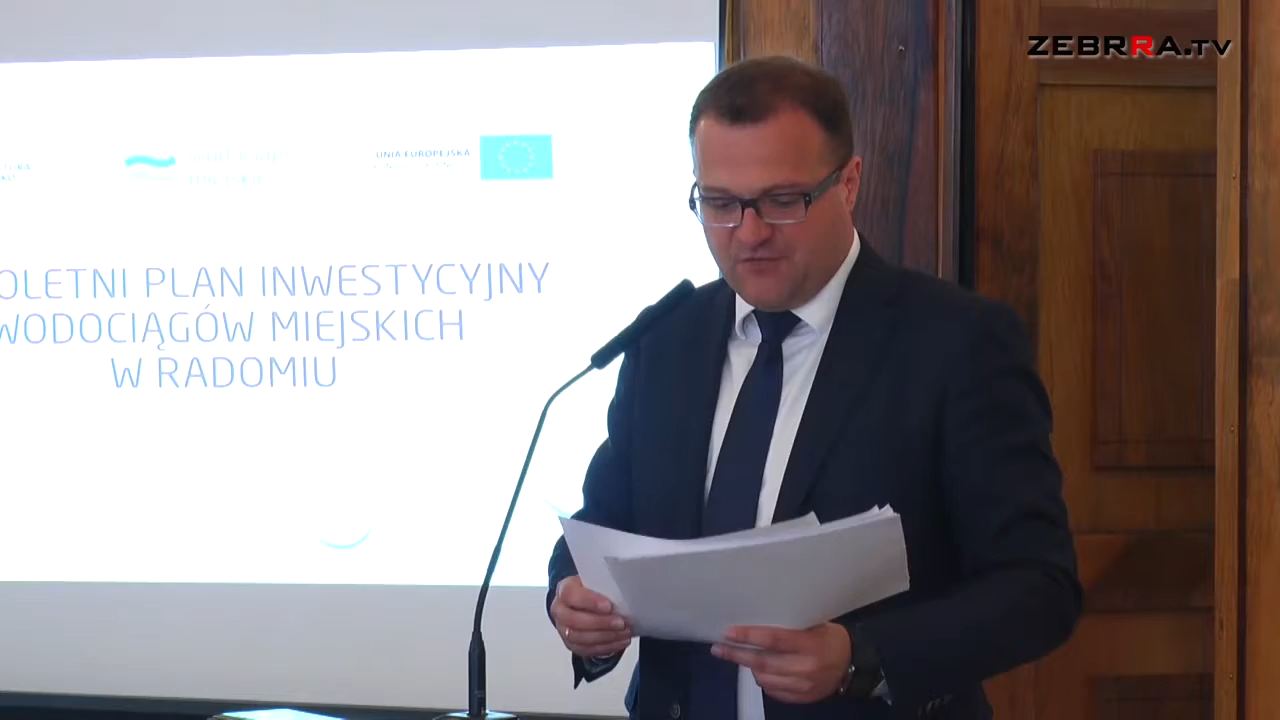 ZEBRRA.TV
UNIA EUROPEJSKA
OLETNI PLAN INWESTYCYJNY
WODOCIĄGÓW MIEJSKICH
W RADOMIU